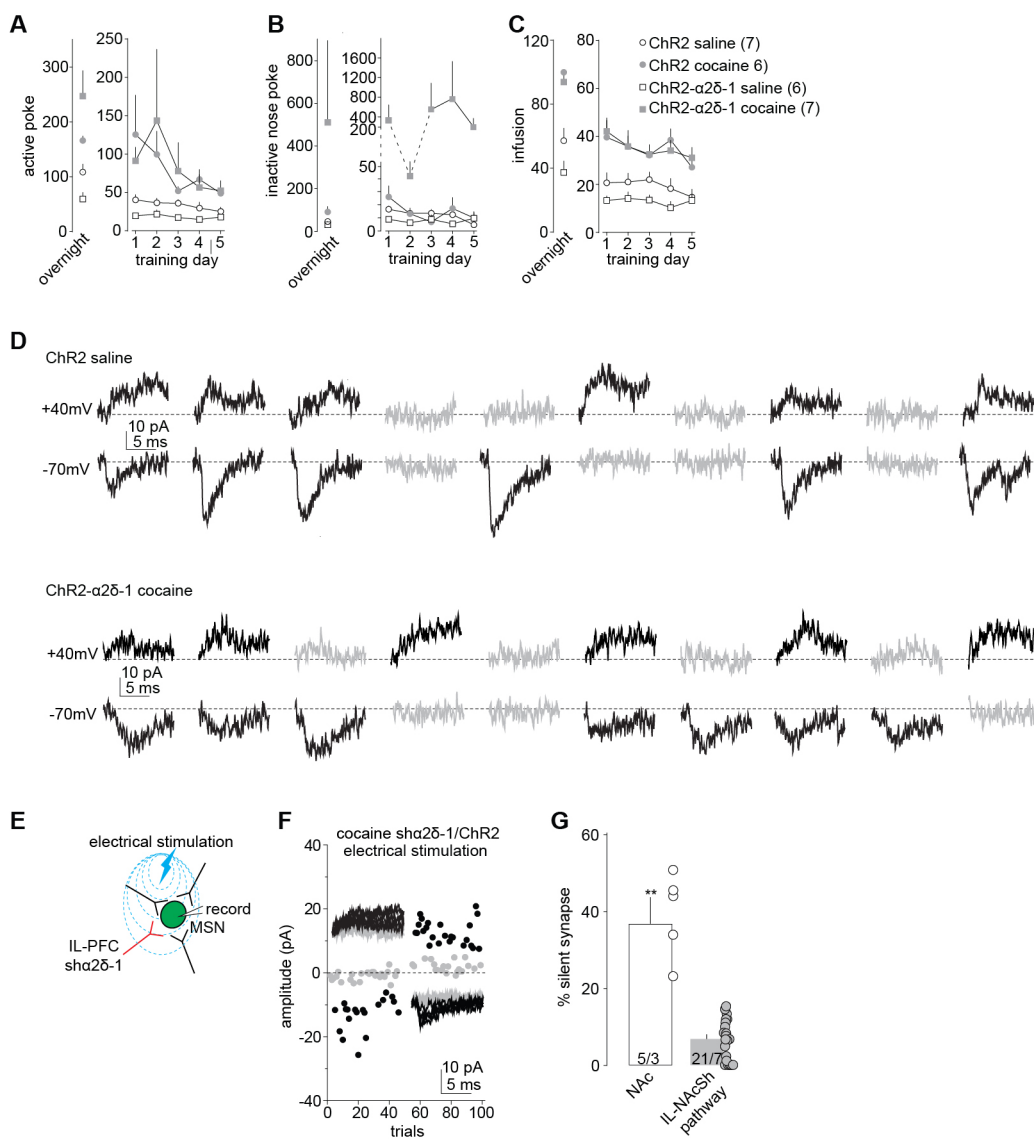 A
active poke
300
200
100
0
overnight
250
200
150
100
50
0
1 2 3 4 5
training day
B
inactive nose poke
800
600
400
200
0
overnight
1600
1200
800
400
200
50
0
1 2 3 4 5
training day
C
infusion
120
80
40
0
overnight
80
60
40
20
0
1 2 3 4 5
training day
ChR2 saline (7)
ChR2 cocaine 6)
ChR2-α2δ-1 saline (6)
ChR2-α2δ-1 cocaine (7)
D
ChR2 saline
+40mV
10 pA
5 ms
-70mV
ChR2-α2δ-1 cocaine
+40mV
10 pA
5 ms
-70mV
E
electrical stimulation
record
MSN
IL-PFC
shα2δ-1
F
cocaine shα2δ-1/ChR2
electrical stimulation
amplitude (pA)
40
20
0
-20
-40
10 pA
5 ms
0 20 40 60 80 100
trials
G
% silent synapse
60
40
20
0
**
5/3
21/7
NAc
IL-NAcSh
pathway